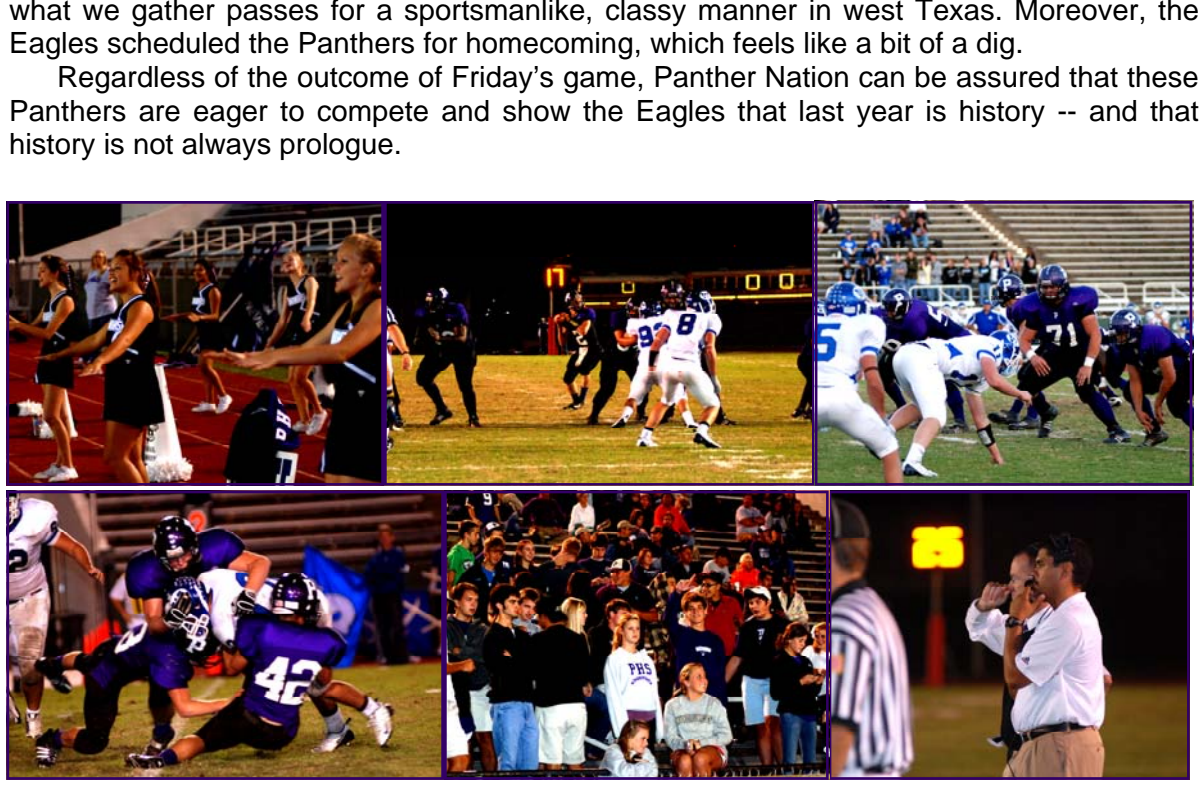 what we gather passes for a sportsmanlike, classy manner in west Texas. Moreover, the
Eagles scheduled the Panthers for homecoming, which feels like a bit of a dig.
Regardless of the outcome of Friday’s game, Panther Nation can be assured that these
Panthers are eager to compete and show the Eagles that last year is history -- and that
history is not always prologue.
17
8
P
P
71
5
9
42
PHS
25